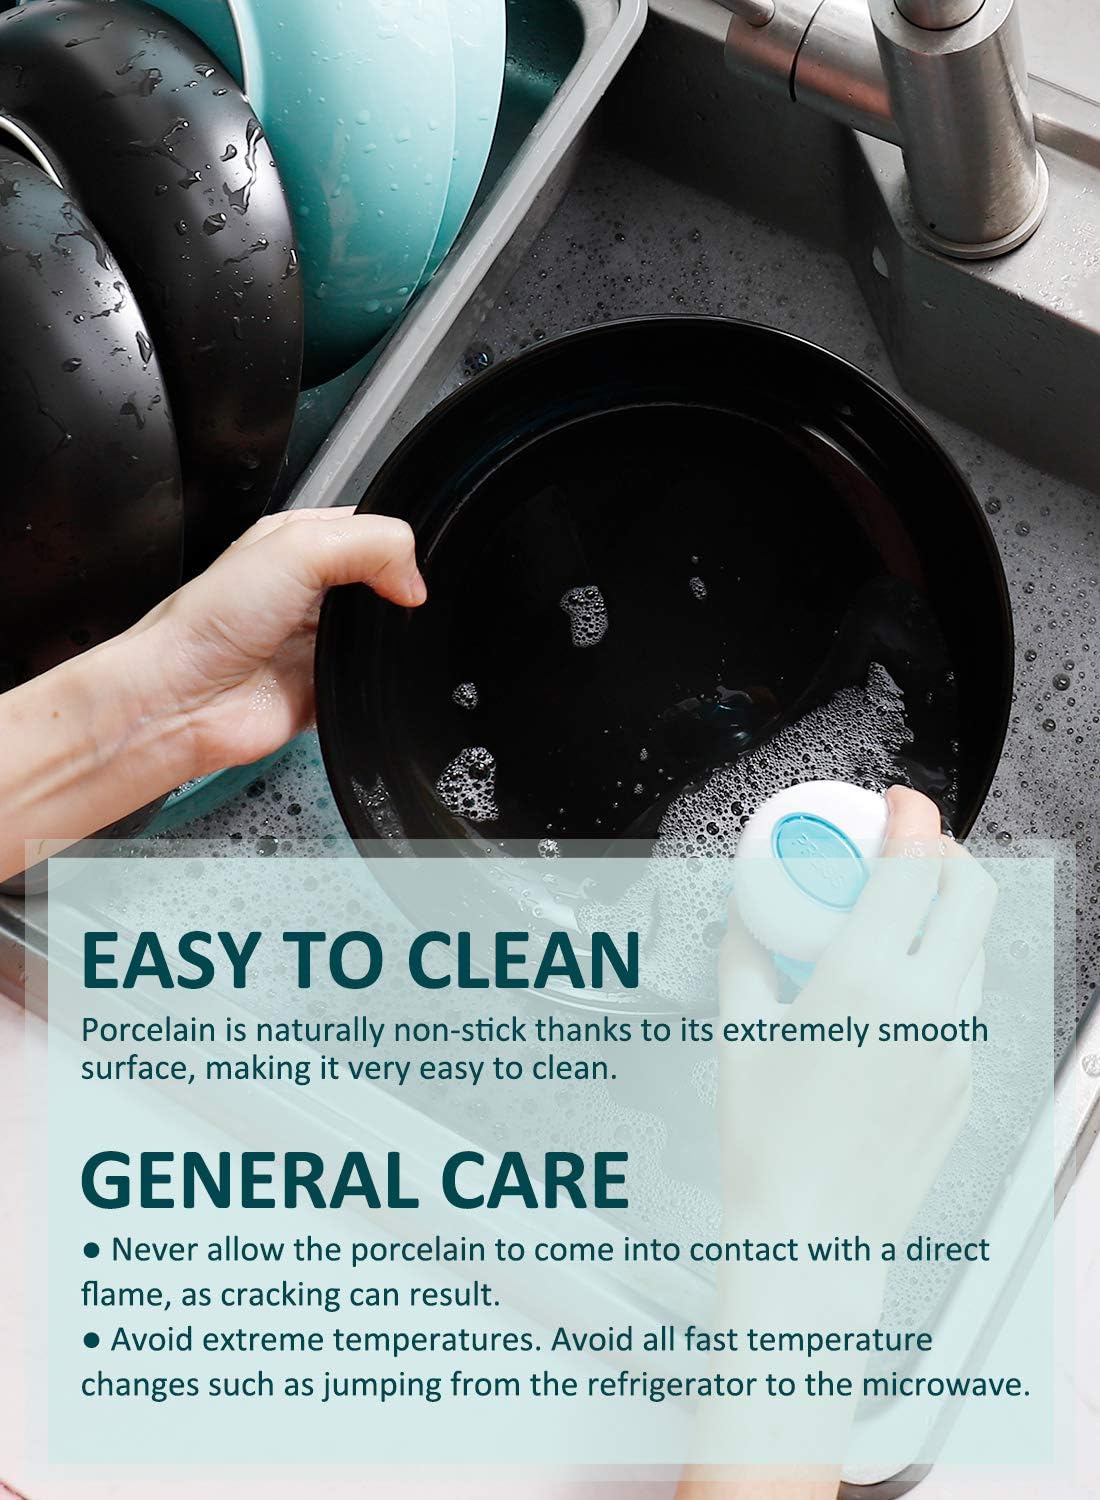 EASY TO CLEAN
Porcelain is naturally non-stick thanks to its extremely smooth
surface, making it very easy to clean.
GENERAL CARE
● Never allow the porcelain to come into contact with a direct
flame, as cracking can result.
● Avoid extreme temperatures. Avoid all fast temperature
changes such as jumping from the refrigerator to the microwave.